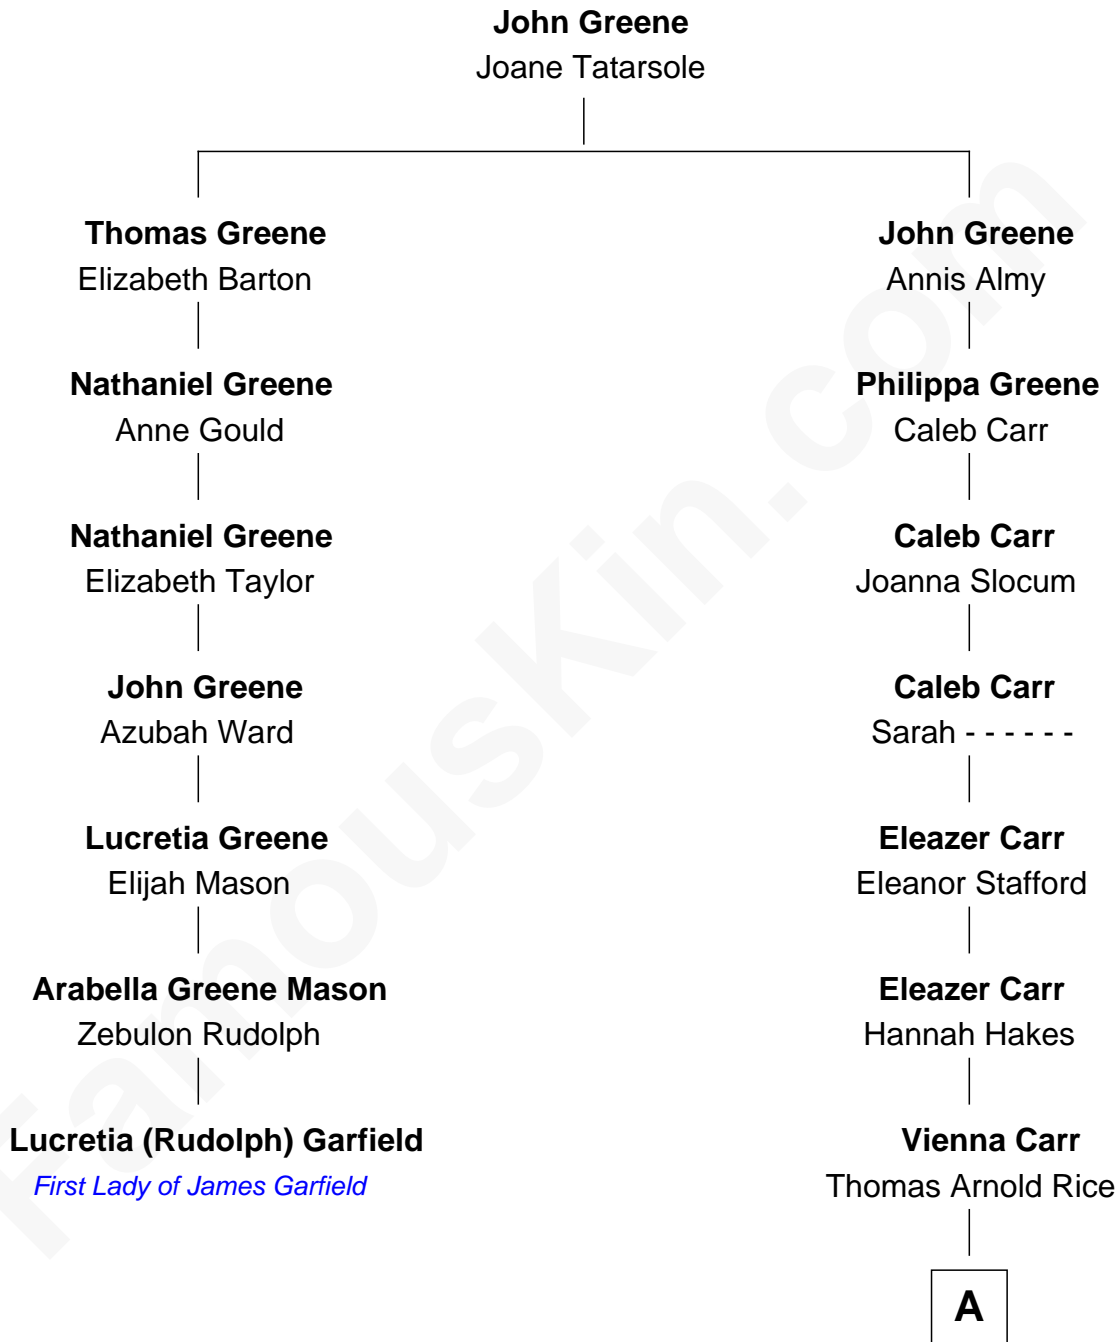 John Greene
Joane Tatarsole
Thomas Greene
Elizabeth Barton
Nathaniel Greene
Anne Gould
Nathaniel Greene
Elizabeth Taylor
John Greene
Azubah Ward
Lucretia Greene
Elijah Mason
Arabella Greene Mason
Zebulon Rudolph
Lucretia (Rudolph) Garfield
First Lady of James Garfield
John Greene
Annis Almy
Philippa Greene
Caleb Carr
Caleb Carr
Joanna Slocum
Caleb Carr
Sarah - - - - - -
Eleazer Carr
Eleanor Stafford
Eleazer Carr
Hannah Hakes
Vienna Carr
Thomas Arnold Rice
A
FamousKin.com